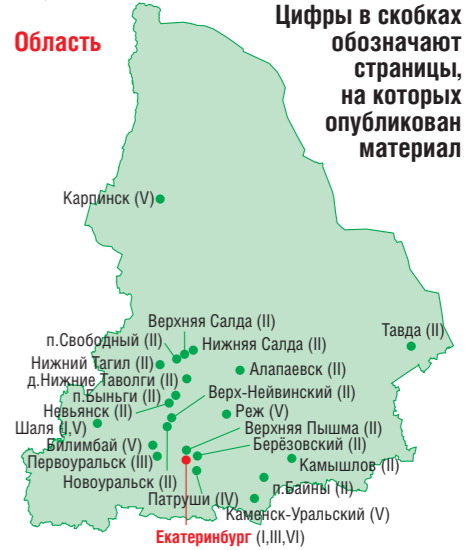 Область
Цифры в скобках
обозначают
страницы,
на которых
опубликован
материал
Карпинск (V)
Верхняя Салда (II)
п.Свободный (II)
Нижняя Салда (II)
Тавда (II)
Нижний Тагил (II)
Алапаевск (II)
д.Нижние Таволги (II)
п.Быньги (II)
Верх-Нейвинский (II)
Невьянск (II)
Реж (V)
Шаля (I,V)
Верхняя Пышма (II)
Билимбай (V)
Берёзовский (II)
Первоуральск (III)
Камышлов (II)
Новоуральск (II)
п.Байны (II)
Патруши (IV)
Каменск-Уральский (V)
Екатеринбург (I,III,VI)